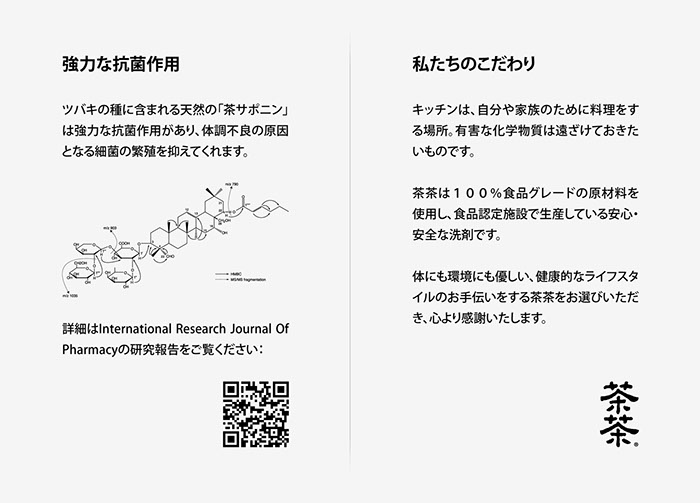 強力な抗菌作用
ツバキの種に含まれる天然の「茶サポニン」
は強力な抗菌作用があり、体調不良の原因
となる細菌の繁殖を抑えてくれます。
m/z 785
m/z 903
COOH
CHO
HMBC
MS/MS fragmentation
m/z 1035
詳細はInternational Research Journal Of
Pharmacyの研究報告をご覧ください：
私たちのこだわり
キッチンは、自分や家族のために料理をす
る場所。有害な化学物質は遠ざけておきた
いものです。
茶茶は１００％食品グレードの原材料を
使用し、食品認定施設で生産している安心・
安全な洗剤です。
体にも環境にも優しい、健康的なライフスタ
イルのお手伝いをする茶茶をお選びいただ
き、心より感謝いたします。
茶
茶®